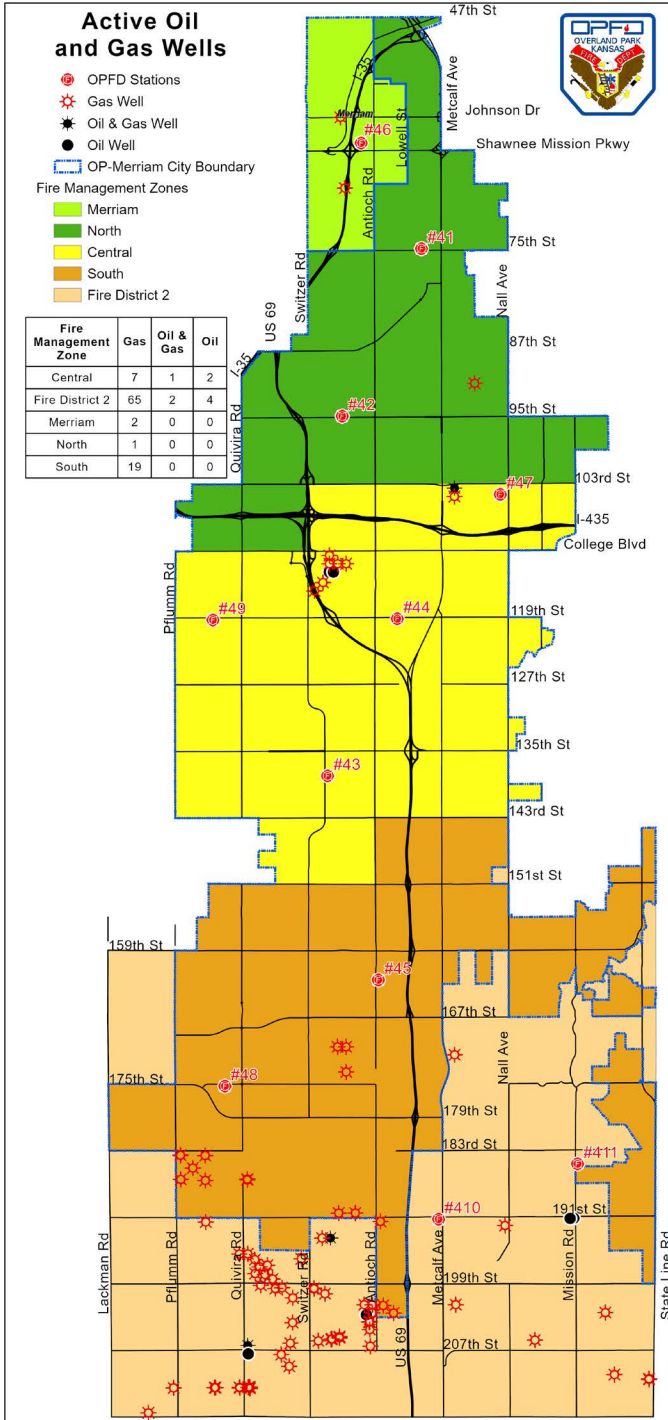 Active Oil
and Gas Wells
OPFD Stations
Gas Well
Oil & Gas Well
Oil Well
OP-Merriam City Boundary
Fire Management Zones
Merriam
North
Central
South
Fire District 2
Fire
Management
Zone
Gas
Oil &
Gas
Oil
Central 7 1 2
Fire District 2 65 2 4
Merriam 2 0 0
North 1 0 0
South 19 0 0
OPFD
OVERLAND PARK
KANSAS
FIRE DEPT
47th St
I-35
Metcalf Ave
Merriam
Johnson Dr
#46
Lowell St
Shawnee Mission Pkwy
Antioch Rd
#41
75th St
Switzer Rd
Nall Ave
US 69
87th St
I-35
#42
95th St
Quivira Rd
103rd St
#47
I-435
College Blvd
Pflumm Rd
#49
#44
119th St
127th St
135th St
#43
143rd St
151st St
159th St
#45
167th St
Nall Ave
175th St
#48
179th St
183rd St
#411
#410
191st St
Lackman Rd
Pflumm Rd
Quivira Rd
Switzer Rd
Antioch Rd
Metcalf Ave
Mission Rd
State Line Rd
199th St
US 69
207th St